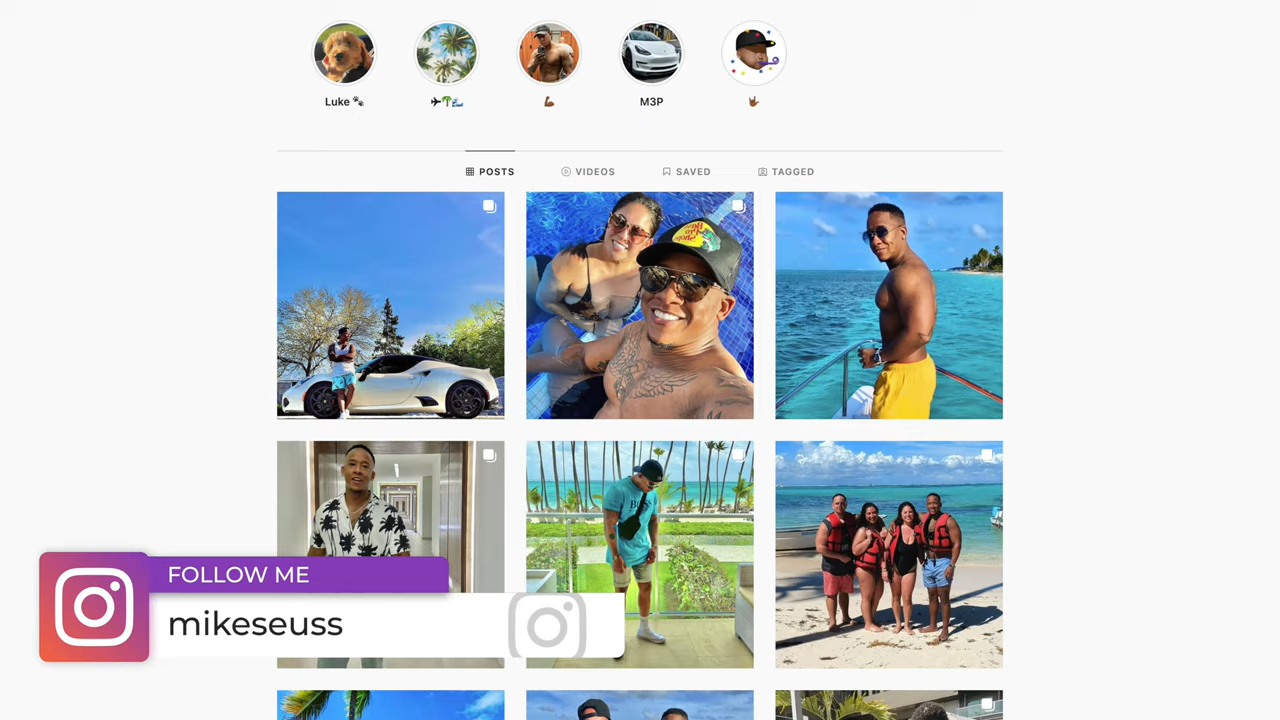 Luke 🐾
✈🌴🌊
💪🏾
M3P
🤟🏾
POSTS
VIDEOS
SAVED
TAGGED
FOLLOW ME
mikeseuss